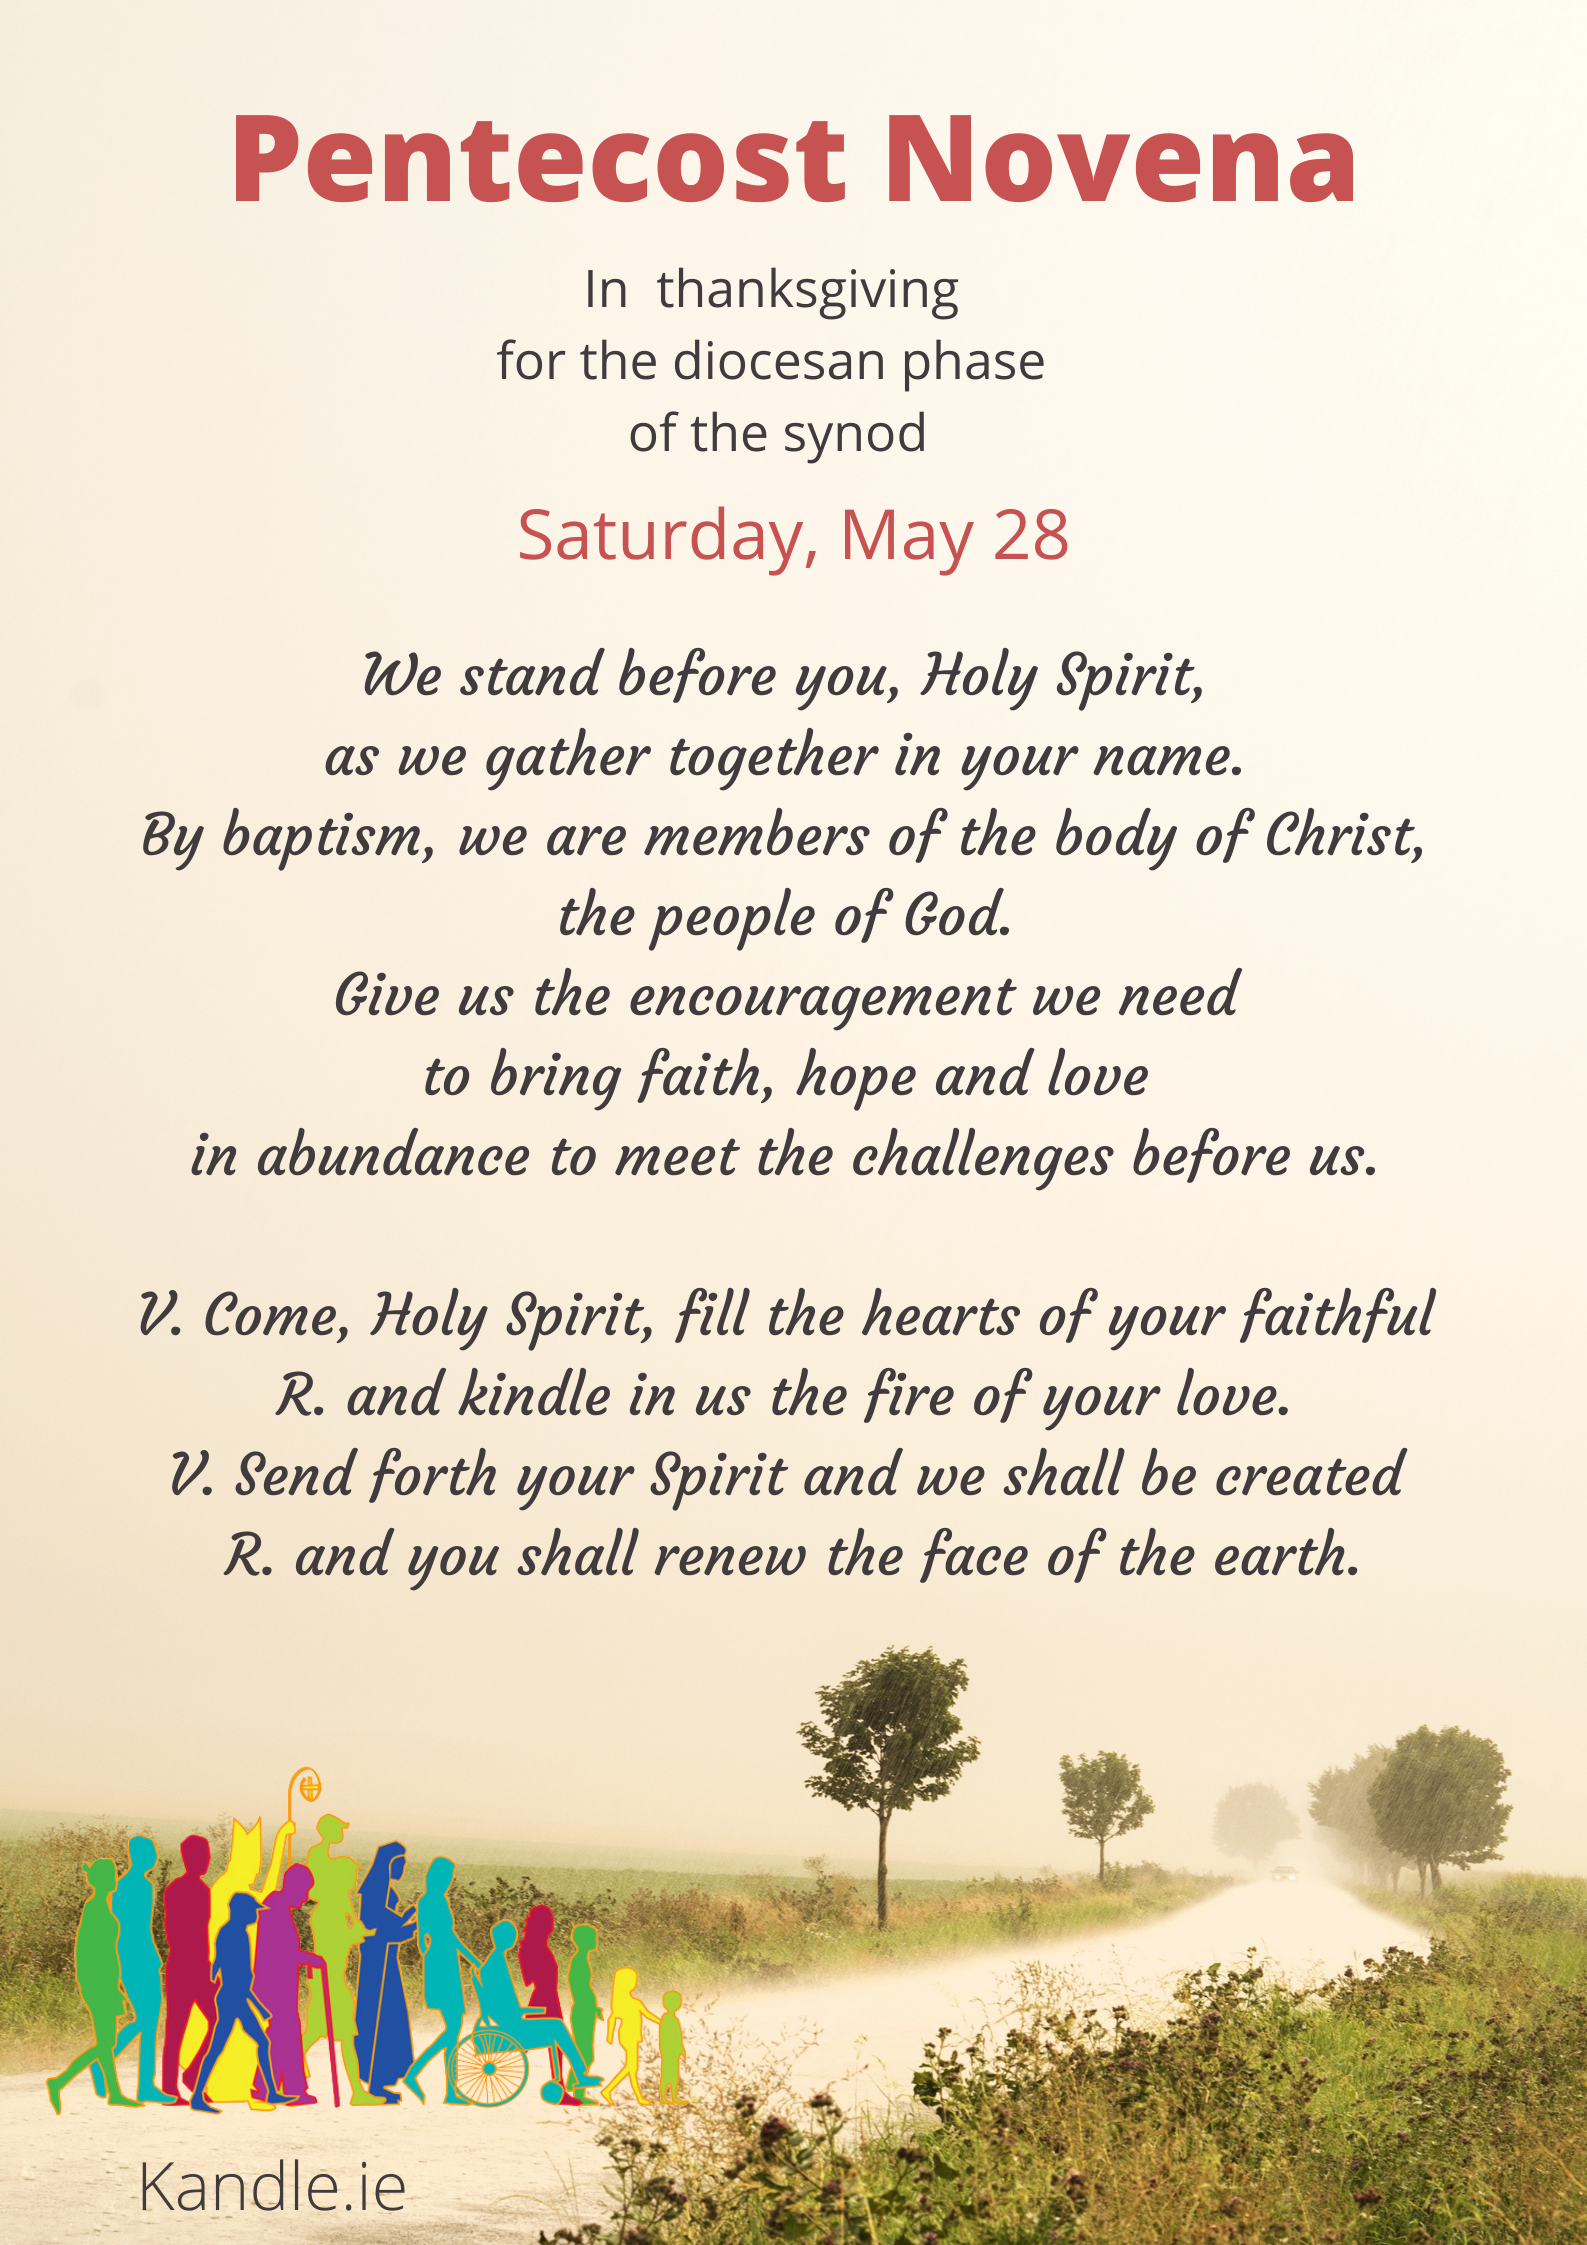 Pentecost Novena
In thanksgiving
for the diocesan phase
of the synod
Saturday, May 28
We stand before you, Holy Spirit,
as we gather together in your name.
By baptism, we are members of the body of Christ,
the people of God.
Give us the encouragement we need
to bring faith, hope and love
in abundance to meet the challenges before us.
V. Come, Holy Spirit, fill the hearts of your faithful
R. and kindle in us the fire of your love.
V. Send forth your Spirit and we shall be created
R. and you shall renew the face of the earth.
Kandle.ie